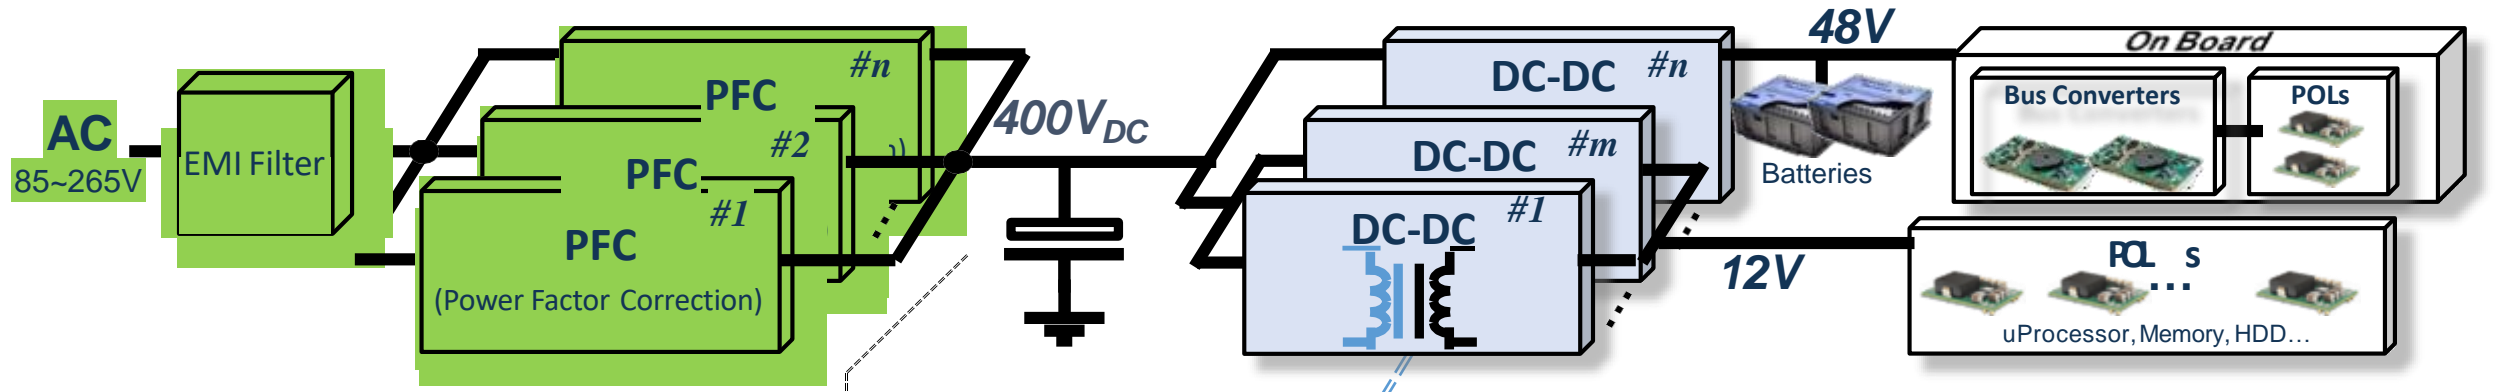 AC
85~265V
EMI Filter
PFC #n
PFC #2
PFC #1
(Power Factor Correction)
)
400VDC
DC-DC #n
DC-DC #m
DC-DC #1
48V
Batteries
12V
On Board
Bus Converters
POLs
POL s
...
uProcessor, Memory, HDD...